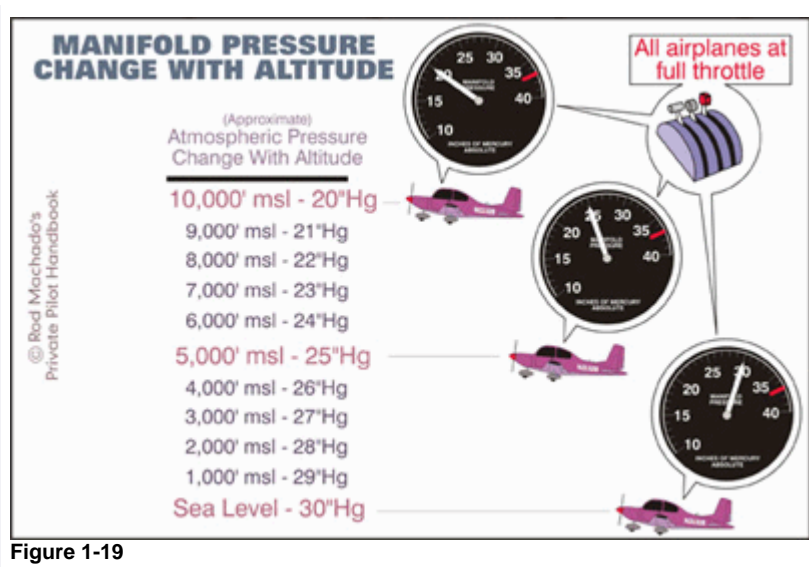 MANIFOLD PRESSURE
CHANGE WITH ALTITUDE
(Approximate)
Atmospheric Pressure
Change With Altitude
10,000' msl - 20"Hg
9,000' msl - 21"Hg
8,000' msl - 22"Hg
7,000' msl - 23"Hg
6,000' msl - 24"Hg
5,000' msl - 25"Hg
4,000' msl - 26"Hg
3,000' msl - 27"Hg
2,000' msl - 28"Hg
1,000' msl - 29"Hg
Sea Level - 30"Hg
© Rod Machado's
Private Pilot Handbook
All airplanes at
full throttle
10 15 20 25 30 35 40
MANIFOLD
PRESSURE
INCHES OF MERCURY
ABSOLUTE
10 15 20 25 30 35 40
MANIFOLD
PRESSURE
INCHES OF MERCURY
ABSOLUTE
10 15 20 25 30 35 40
MANIFOLD
PRESSURE
INCHES OF MERCURY
ABSOLUTE
Figure 1-19